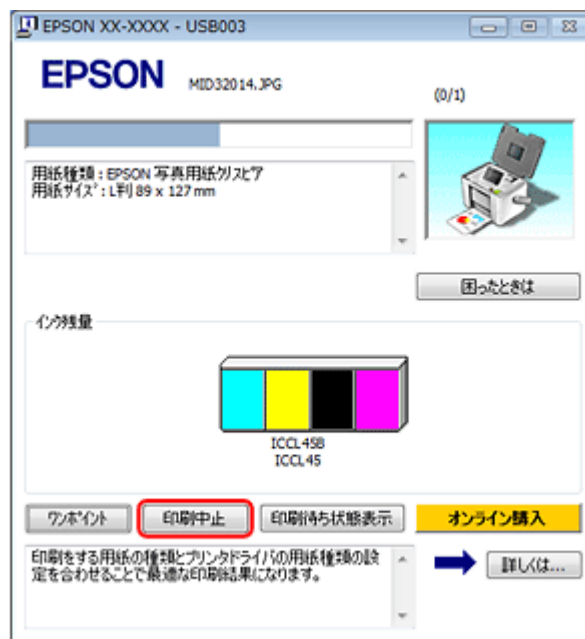 EPSON XX-XXXX - USB003
EPSON
MID32014.JPG
(0/1)
用紙種類 : EPSON 写真用紙クリスピア
用紙サイズ : L判 89 x 127 mm
困ったときは
インク残量
ICCL45B
ICCL45
ワンポイント
印刷中止
印刷待ち状態表示
オンライン購入
印刷をする用紙の種類とプリンタドライバの用紙種類の設
定を合わせることで最適な印刷結果になります。
詳しくは...